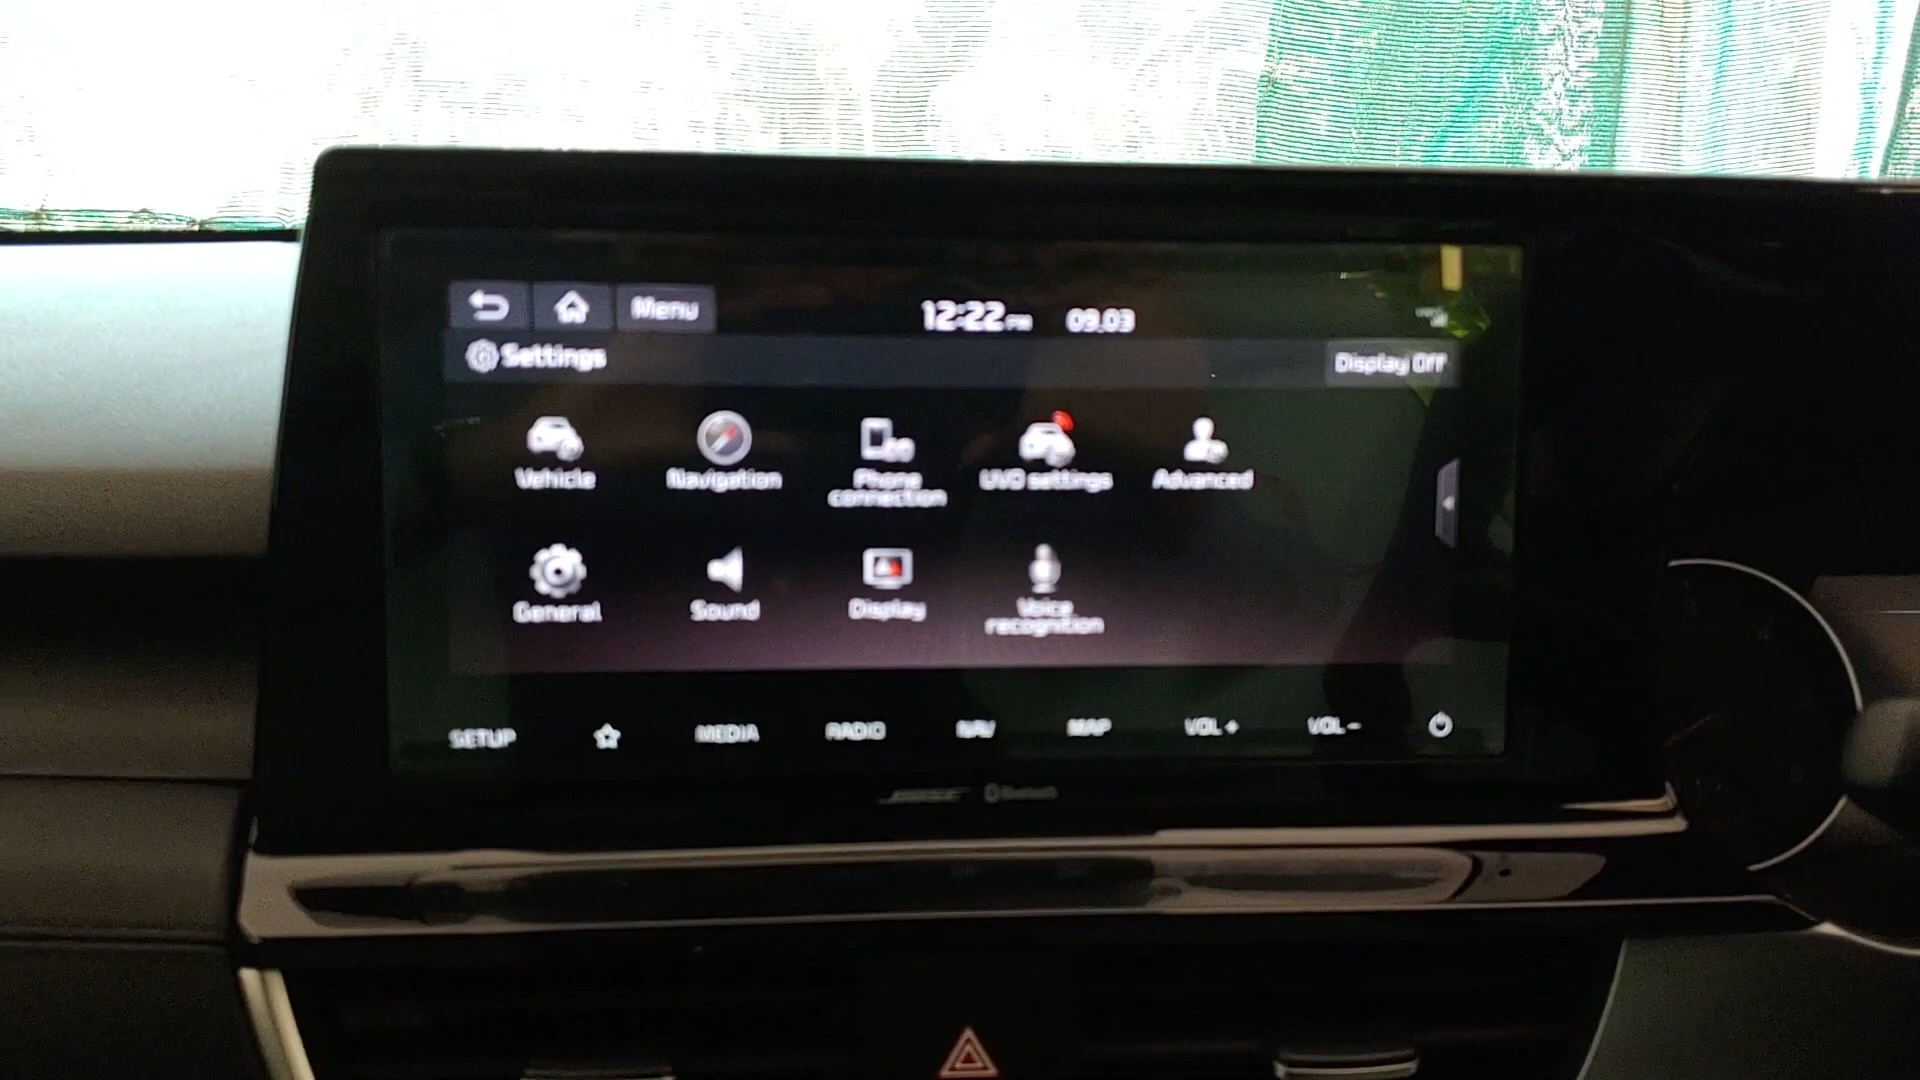 Menu
12:22 PM 09.03
Settings
Display Off
Vehicle
Navigation
Phone
connection
UVO settings
Advanced
General
Sound
Display
Voice
recognition
SETUP MEDIA RADIO NAV MAP VOL + VOL −
BOSE Bluetooth